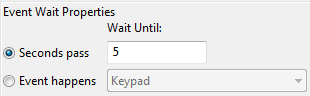 Event Wait Properties
Wait Until:
Seconds pass 5
Event happens Keypad